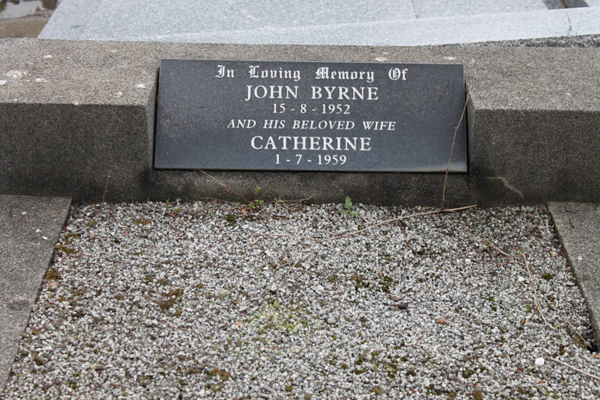 In Loving Memory Of
JOHN BYRNE
15 - 8 - 1952
AND HIS BELOVED WIFE
CATHERINE
1 - 7 - 1959